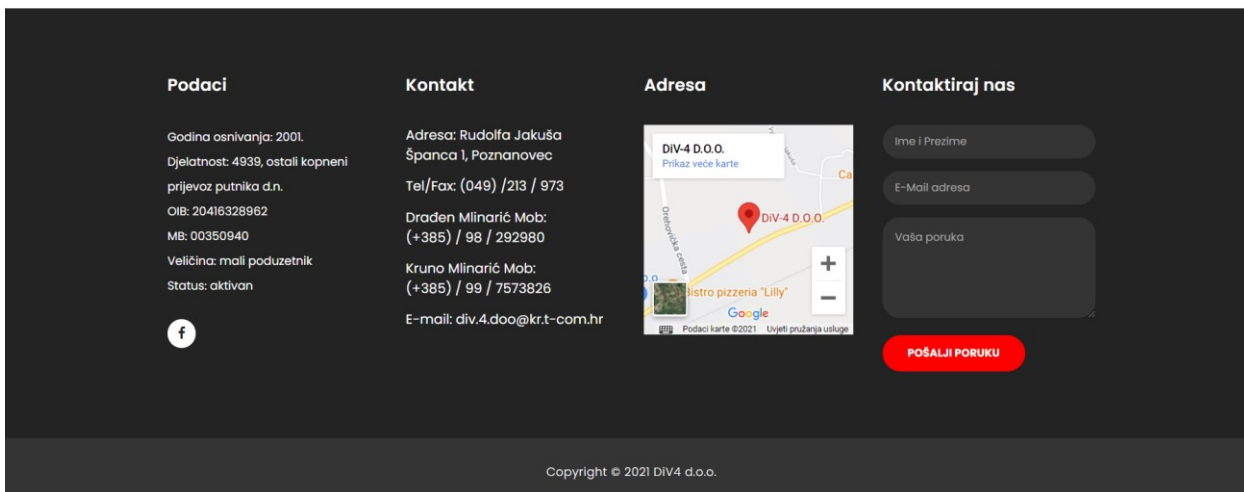 Podaci
Godina osnivanja: 2001.
Djelatnost: 4939, ostali kopneni
prijevoz putnika d.n.
OIB: 20416328962
MB: 00350940
Veličina: mali poduzetnik
Status: aktivan
f
Kontakt
Adresa: Rudolfa Jakuša
Španca 1, Poznanovec
Tel/Fax: (049) /213 / 973
Drađen Mlinarić Mob:
(+385) / 98 / 292980
Kruno Mlinarić Mob:
(+385) / 99 / 7573826
E-mail: div.4.doo@kr.t-com.hr
Adresa
DiV-4 D.O.O.
Prikaz veće karte
Ca
DiV-4 D.O.O.
Orehovička cesta
Bistro pizzeria "Lilly"
+
−
Google
Podaci karte ©2021 Uvjeti pružanja usluge
Kontaktiraj nas
Ime i Prezime
E-Mail adresa
Vaša poruka
POŠALJI PORUKU
Copyright © 2021 DiV4 d.o.o.